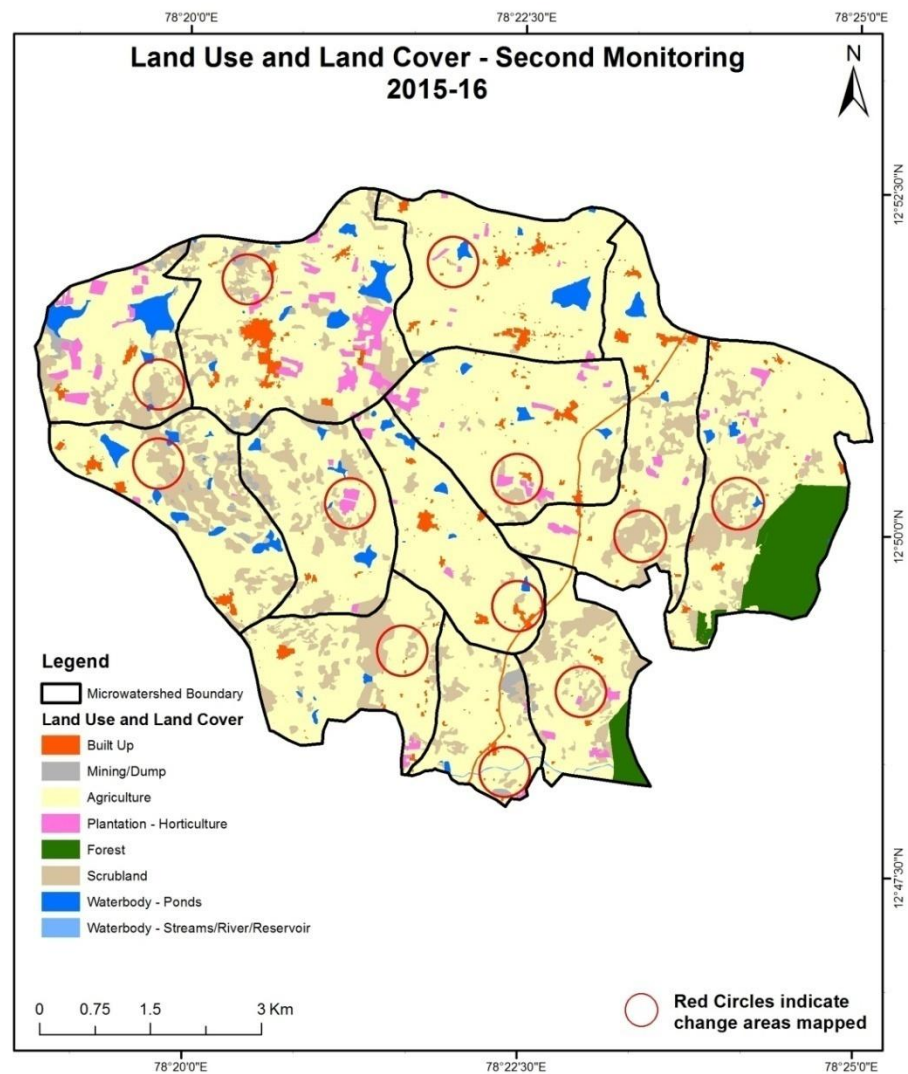 78°20'0"E 78°22'30"E 78°25'0"E
Land Use and Land Cover - Second Monitoring
2015-16
N
12°52'30"N
12°50'0"N
Legend
Microwatershed Boundary
Land Use and Land Cover
Built Up
Mining/Dump
Agriculture
Plantation - Horticulture
Forest
Scrubland
Waterbody - Ponds
Waterbody - Streams/River/Reservoir
12°47'30"N
0 0.75 1.5 3 Km
Red Circles indicate
change areas mapped
78°20'0"E 78°22'30"E 78°25'0"E